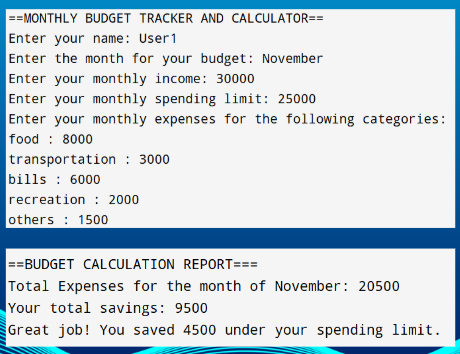 ==MONTHLY BUDGET TRACKER AND CALCULATOR==
Enter your name: User1
Enter the month for your budget: November
Enter your monthly income: 30000
Enter your monthly spending limit: 25000
Enter your monthly expenses for the following categories:
food : 8000
transportation : 3000
bills : 6000
recreation : 2000
others : 1500
==BUDGET CALCULATION REPORT===
Total Expenses for the month of November: 20500
Your total savings: 9500
Great job! You saved 4500 under your spending limit.